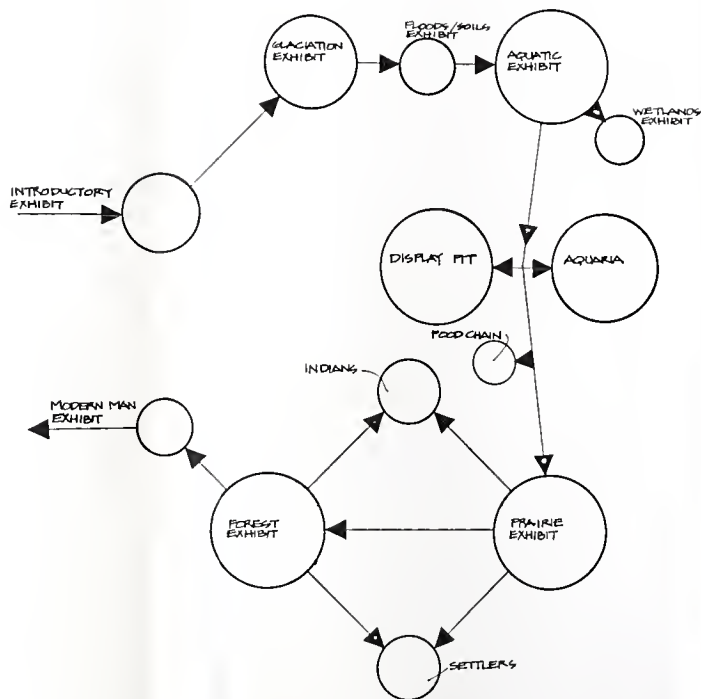 GLACIATION
EXHIBIT
FLOODS/SOILS
EXHIBIT
AQUATIC
EXHIBIT
WETLANDS
EXHIBIT
INTRODUCTORY
EXHIBIT
DISPLAY PIT
AQUARIA
FOOD CHAIN
INDIANS
MODERN MAN
EXHIBIT
FOREST
EXHIBIT
PRAIRIE
EXHIBIT
SETTLERS